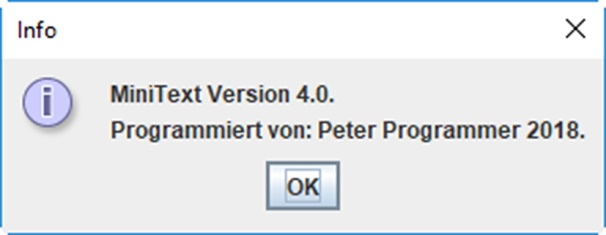 Info
MiniText Version 4.0.
Programmiert von: Peter Programmer 2018.
OK